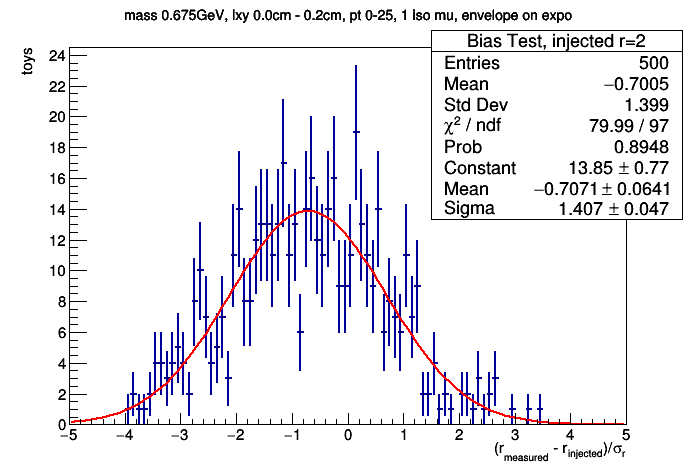 mass 0.675GeV, lxy 0.0cm - 0.2cm, pt 0-25, 1 Iso mu, envelope on expo
Bias Test, injected r=2
Entries 500
Mean −0.7005
Std Dev 1.399
χ² / ndf 79.99 / 97
Prob 0.8948
Constant 13.85 ± 0.77
Mean −0.7071 ± 0.0641
Sigma 1.407 ± 0.047
toys
24
22
20
18
16
14
12
10
8
6
4
2
0
−5 −4 −3 −2 −1 0 1 2 3 4 5
(r_measured - r_injected)/σ_r